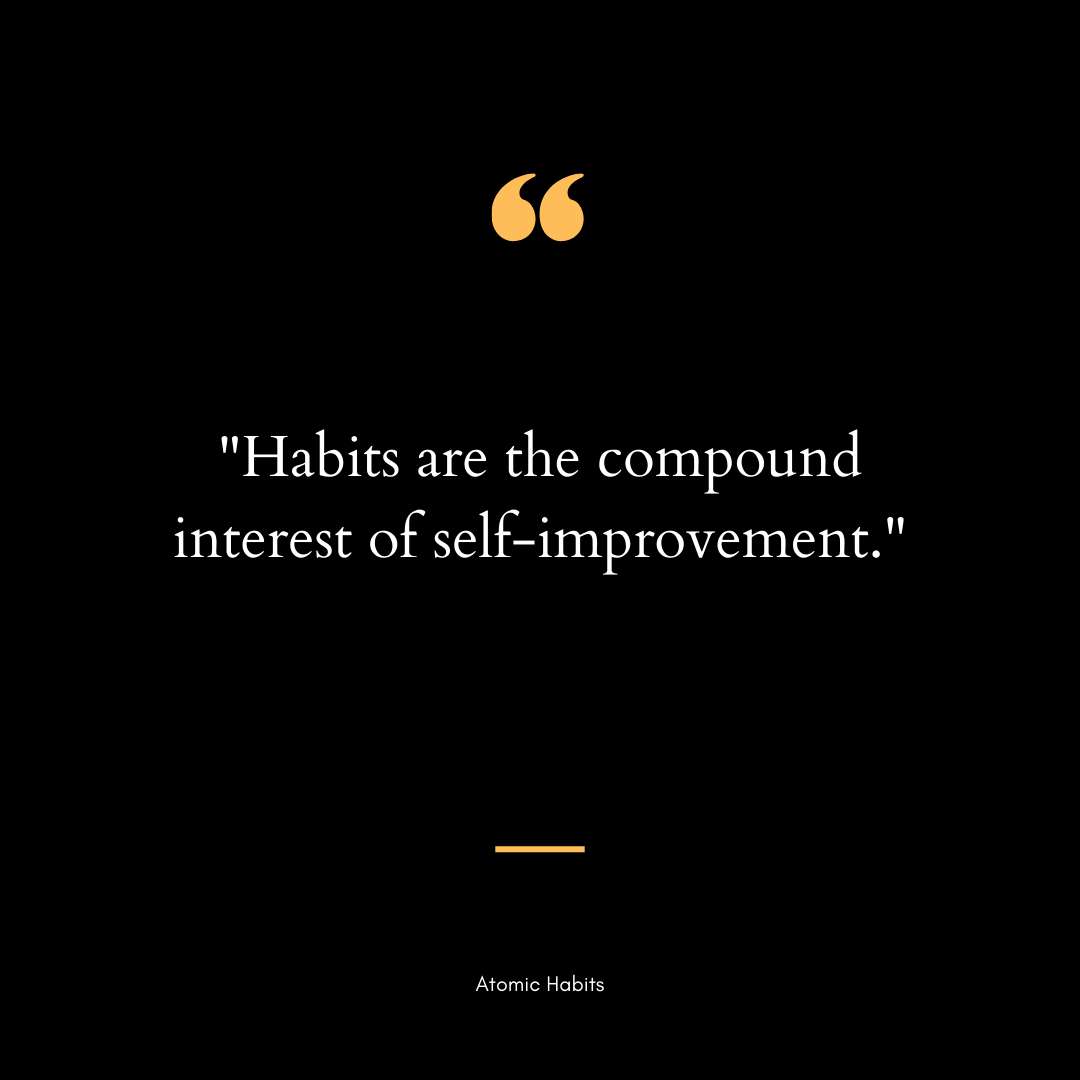 “
"Habits are the compound
interest of self-improvement."
Atomic Habits